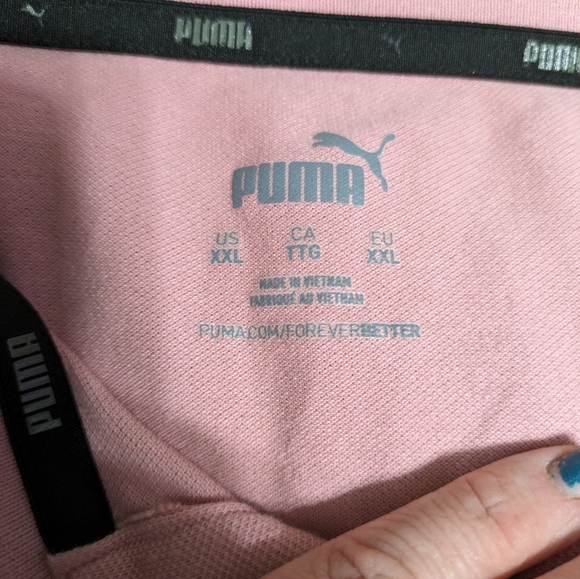 PUMA
PUMA
PUMA
US CA EU
XXL TTG XXL
MADE IN VIETNAM
FABRIQUÉ AU VIETNAM
PUMA.COM/FOREVERBETTER
PUMA